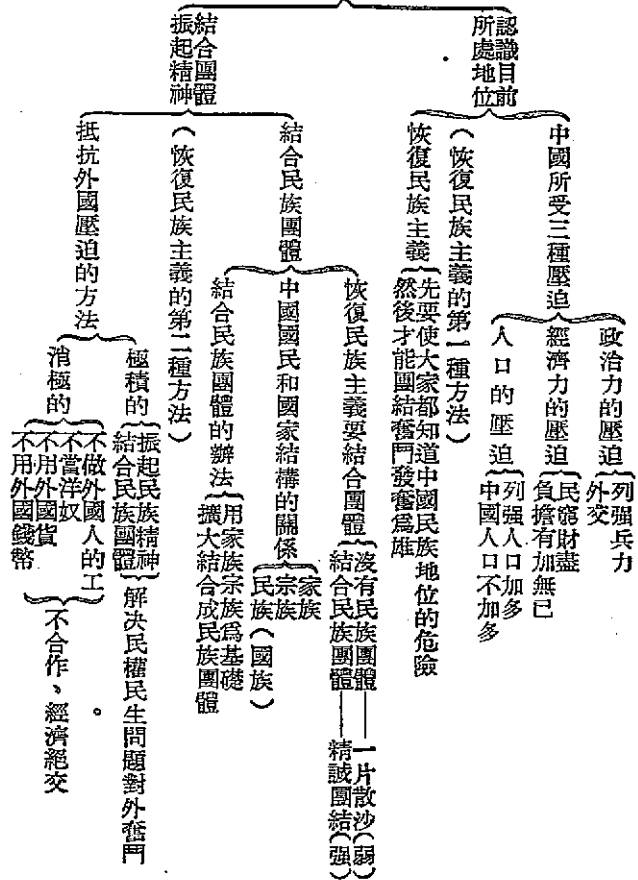 認識目前
所處地位
中國所受三種壓迫
政治力的壓迫
列强兵力
外交
經濟力的壓迫
民窮財盡
負擔有加無已
人口的壓迫
列强人口加多
中國人口不加多
（恢復民族主義的第一種方法）
恢復民族主義
先要使大家都知道中國民族地位的危險
然後才能團結奮鬥發奮爲雄
結合團體
振起精神
結合民族團體
恢復民族主義要結合團體
沒有民族團體——一片散沙（弱）
結合民族團體——精誠團結（强）
中國國民和國家結構的關係
家族
宗族
民族（國族）
結合民族團體的辦法
用家族宗族爲基礎
擴大結合成民族團體
（恢復民族主義的第二種方法）
抵抗外國壓迫的方法
極積的
振起民族精神
結合民族團體
解決民權民生問題對外奮鬥
消極的
不做外國人的工
不當洋奴
不用外國貨
不用外國錢幣
不合作、經濟絕交。